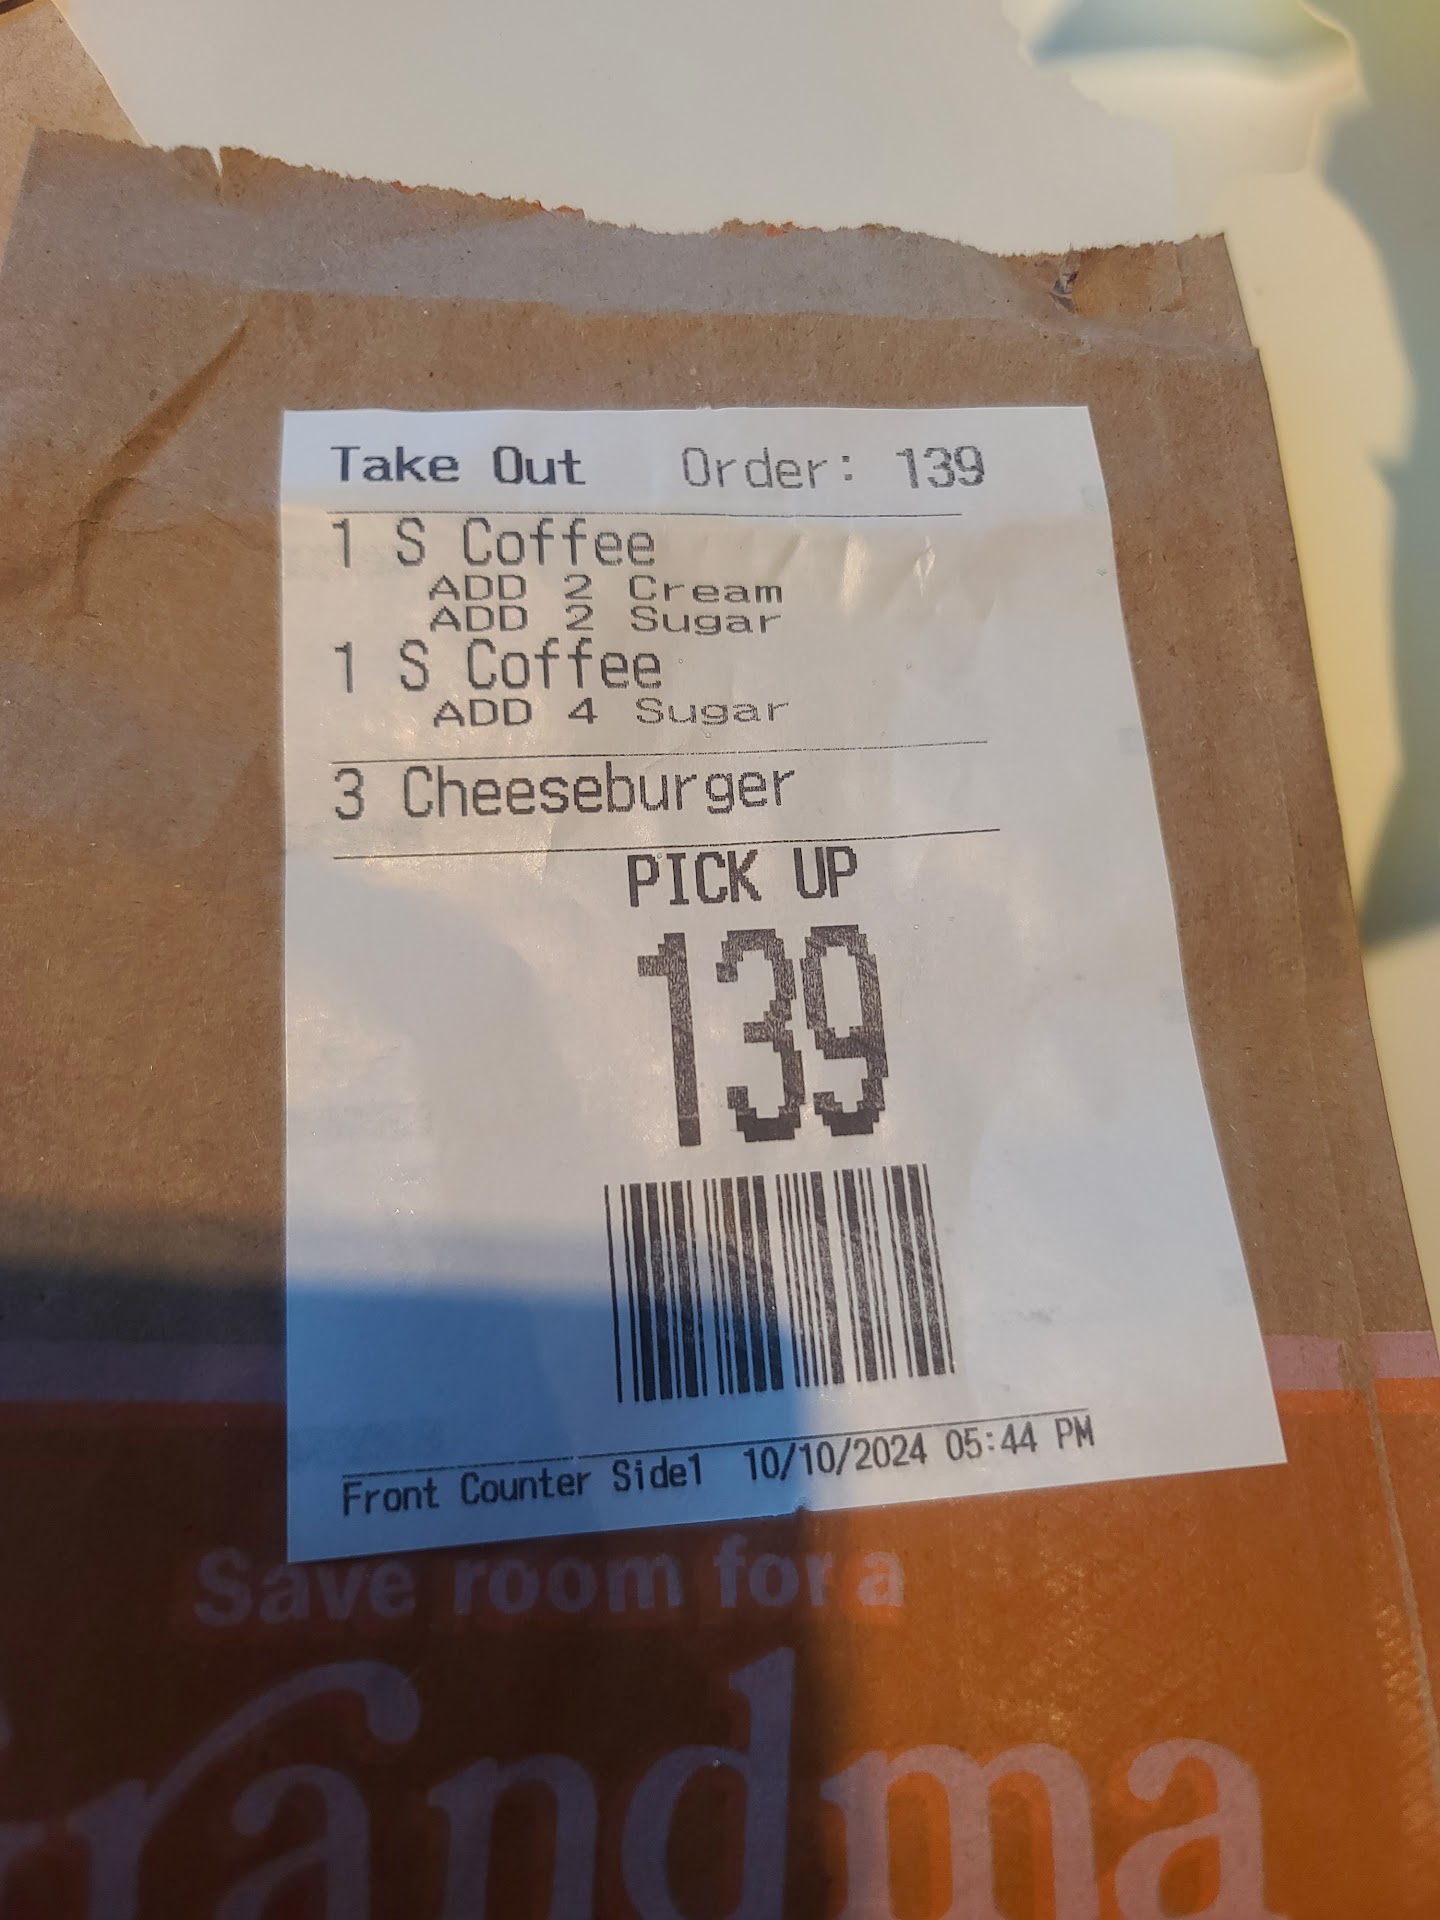 Take Out Order: 139
1 S Coffee
ADD 2 Cream
ADD 2 Sugar
1 S Coffee
ADD 4 Sugar
3 Cheeseburger
PICK UP
139
Front Counter Side1 10/10/2024 05:44 PM
Save room for a
Grandma